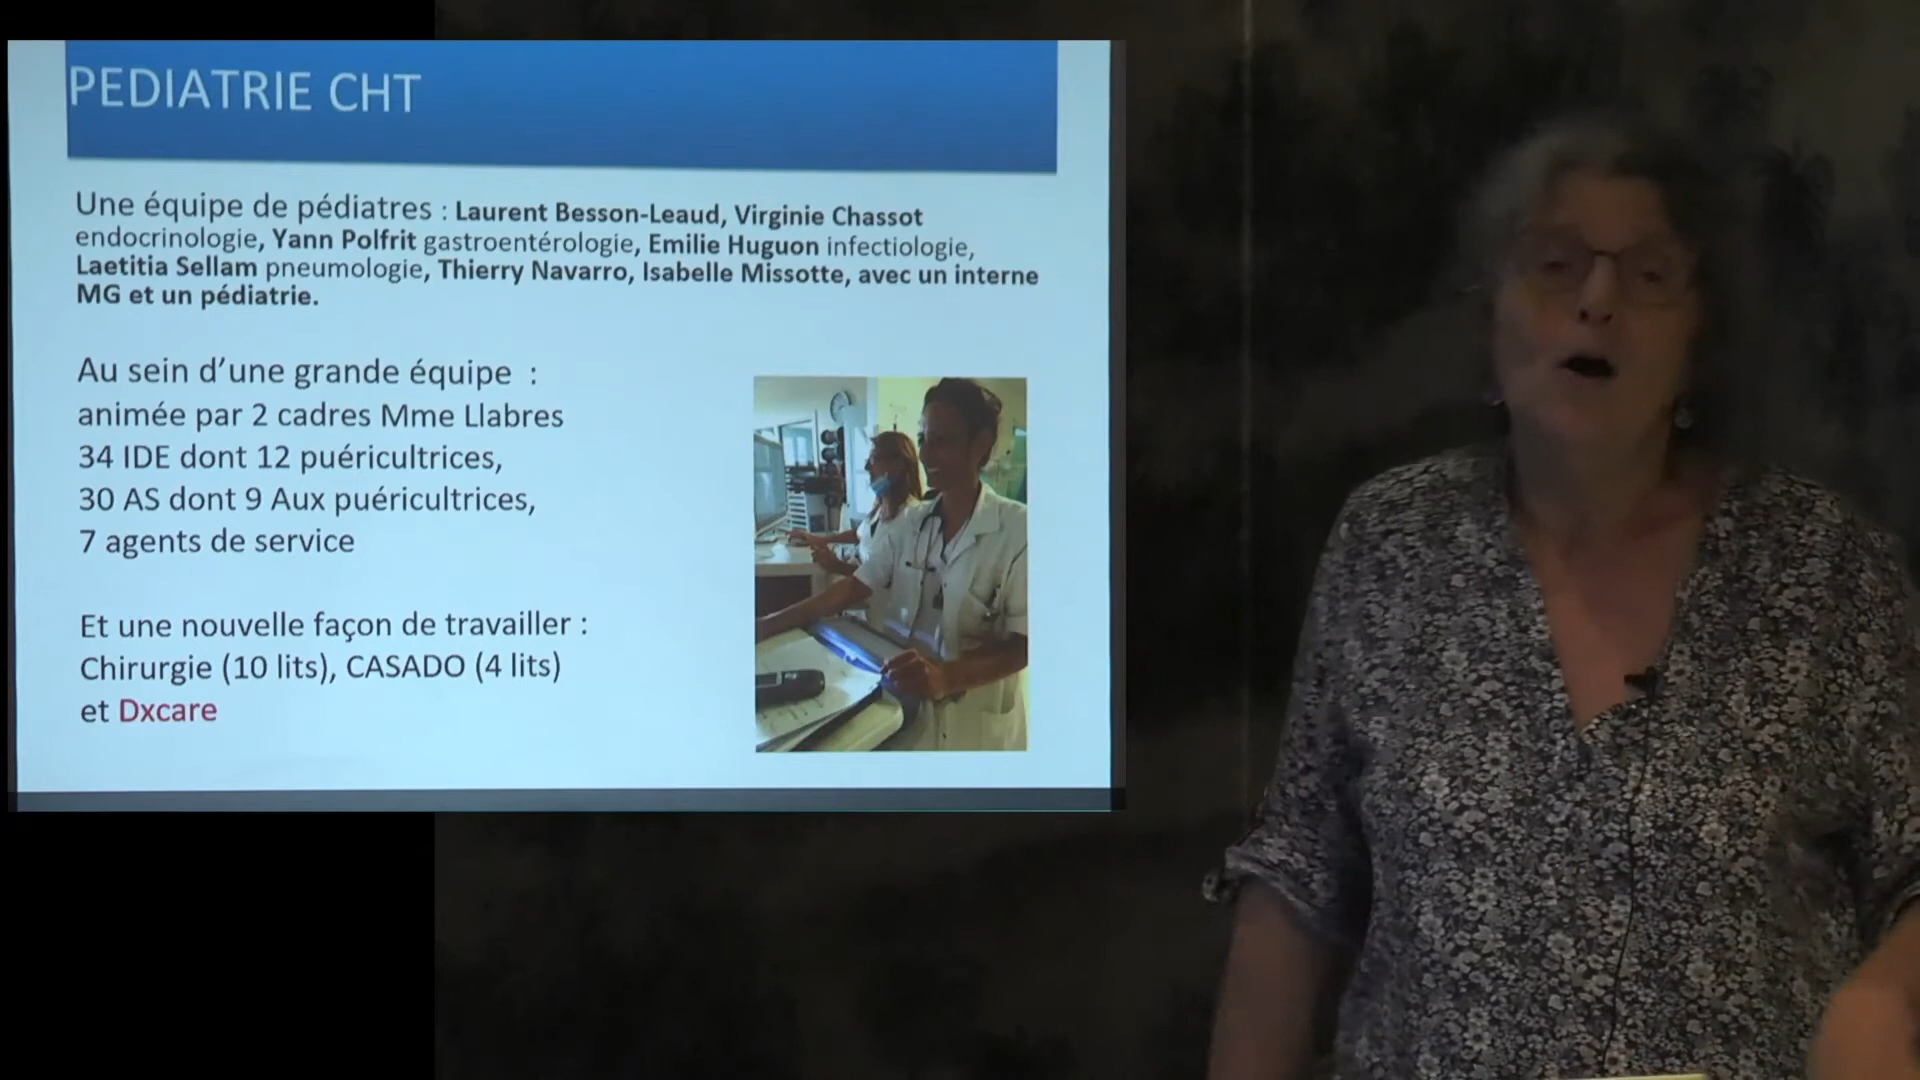 PEDIATRIE CHT
Une équipe de pédiatres : Laurent Besson-Leaud, Virginie Chassot
endocrinologie, Yann Polfrit gastroentérologie, Emilie Huguon infectiologie,
Laetitia Sellam pneumologie, Thierry Navarro, Isabelle Missotte, avec un interne
MG et un pédiatrie.
Au sein d’une grande équipe :
animée par 2 cadres Mme Llabres
34 IDE dont 12 puéricultrices,
30 AS dont 9 Aux puéricultrices,
7 agents de service
Et une nouvelle façon de travailler :
Chirurgie (10 lits), CASADO (4 lits)
et Dxcare